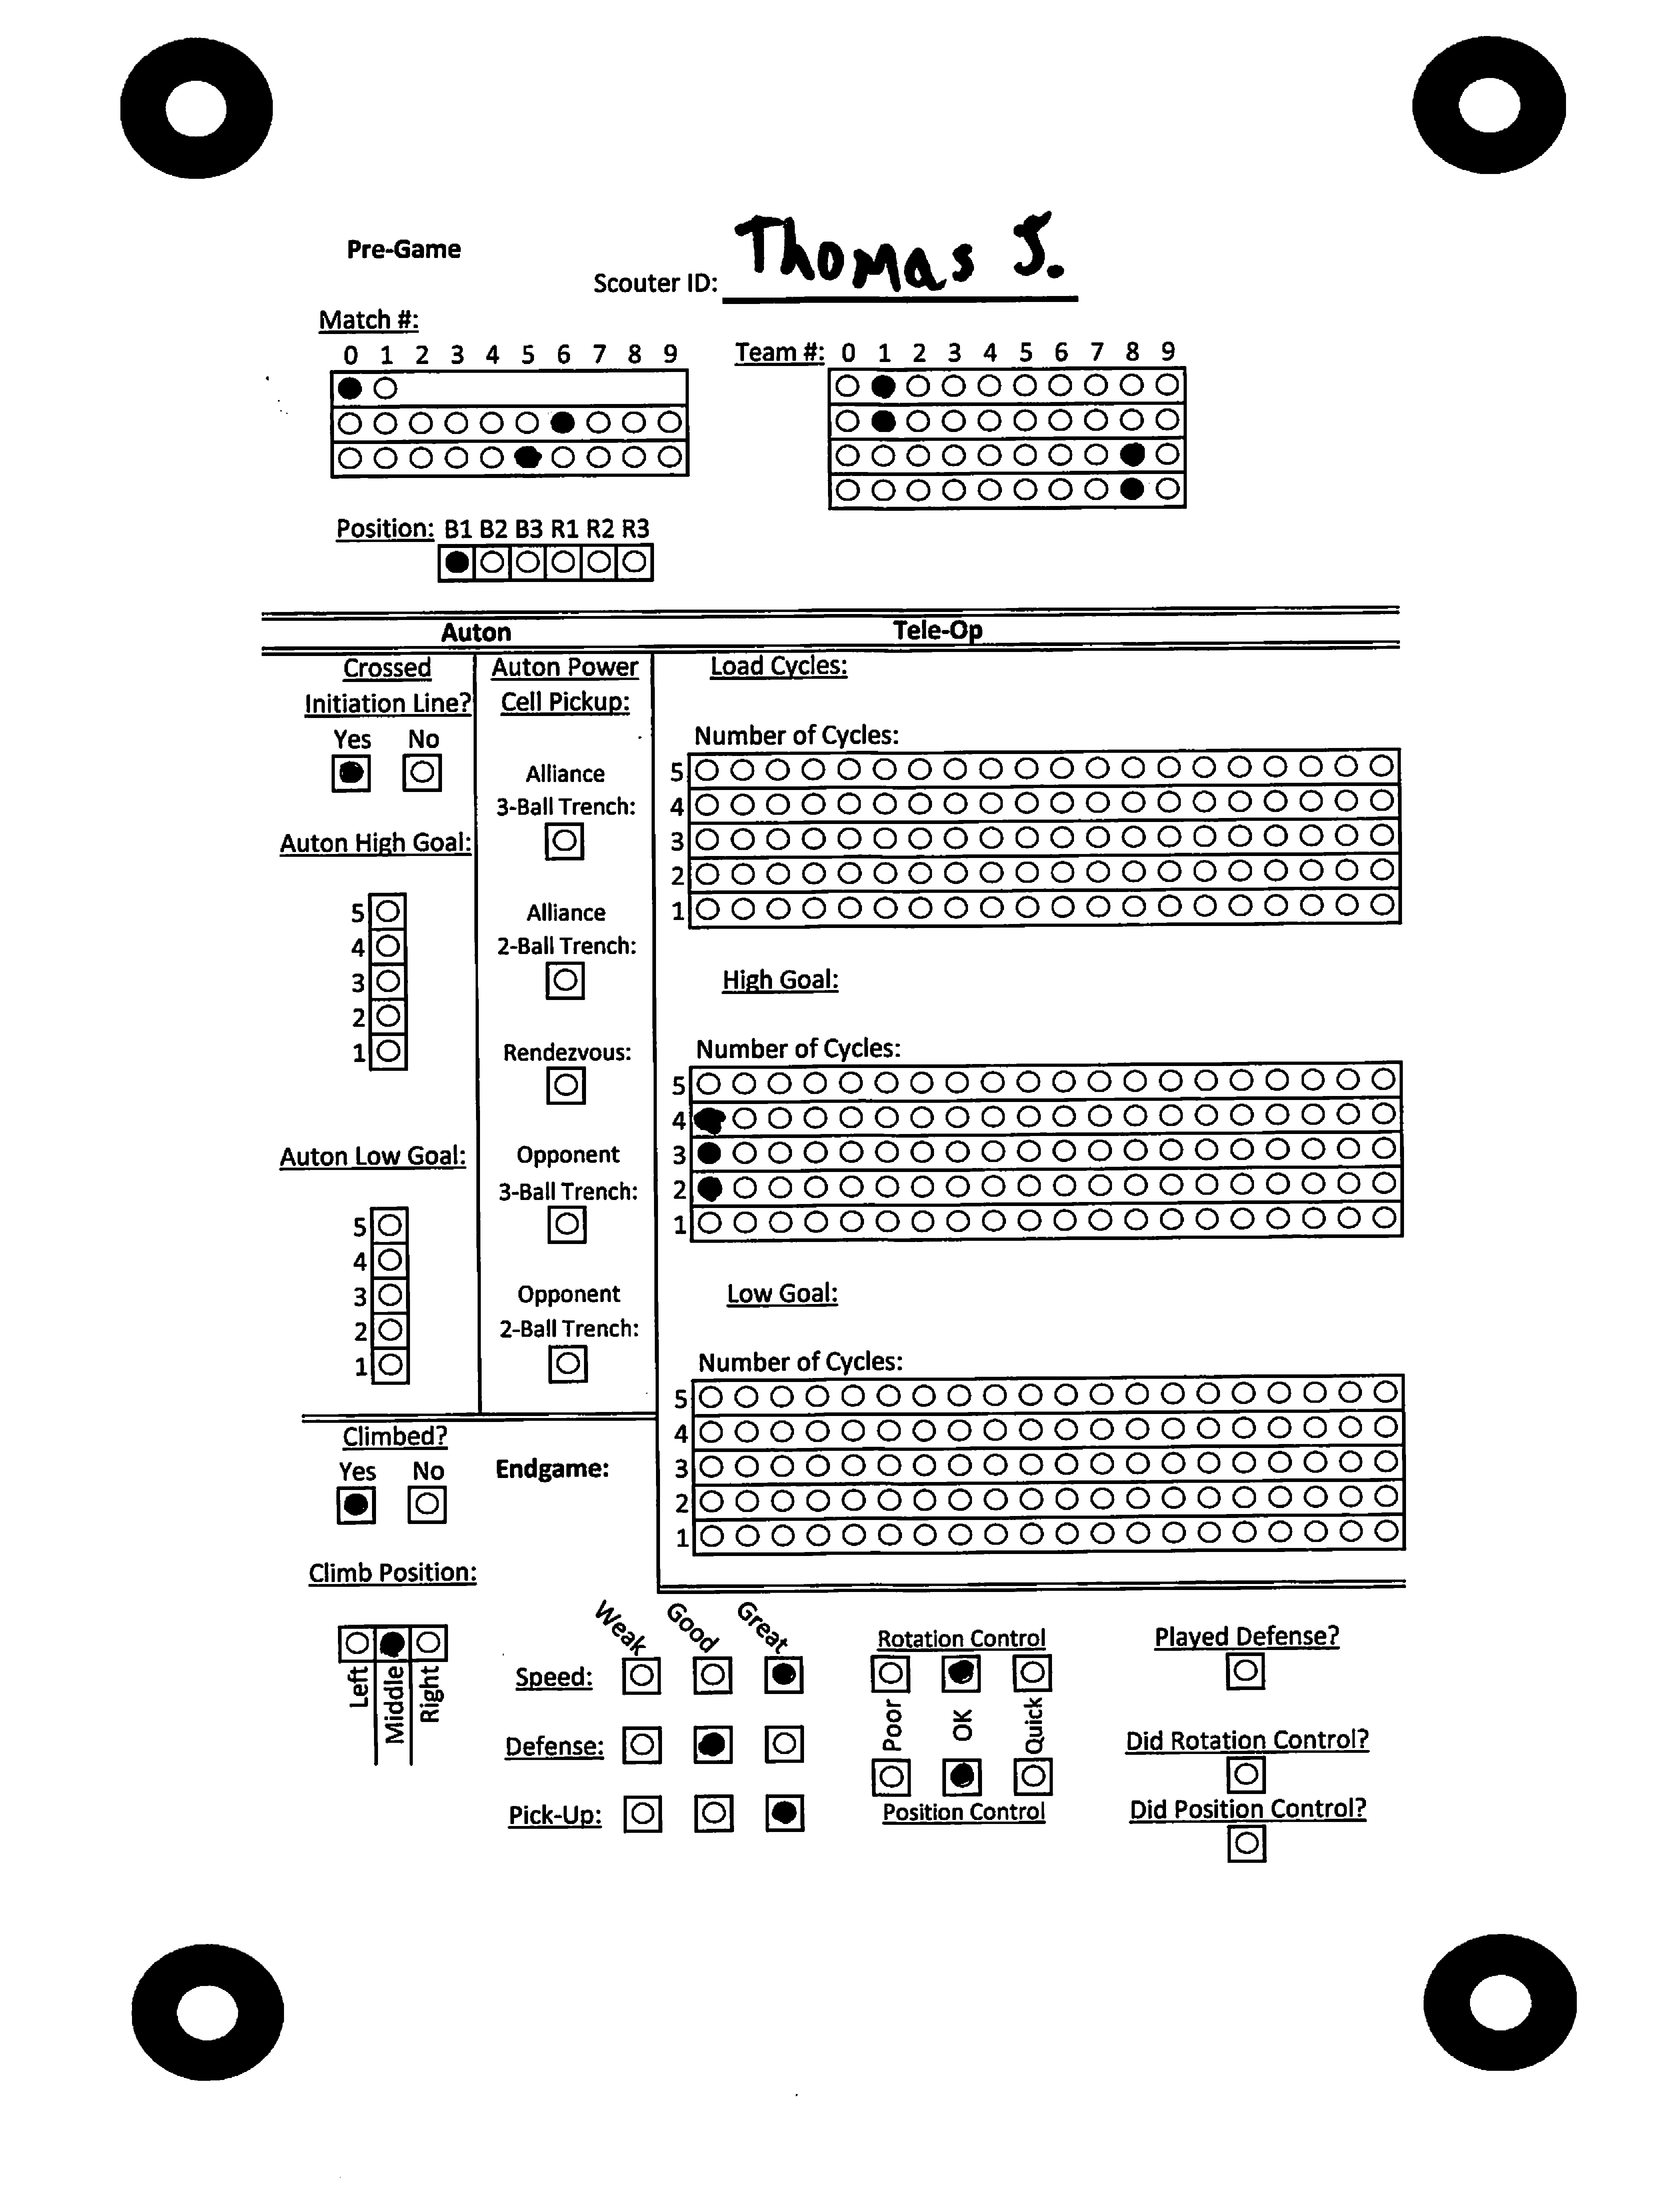 Pre-Game
Scouter ID: Thomas J.
Match #:
0 1 2 3 4 5 6 7 8 9
Team #: 0 1 2 3 4 5 6 7 8 9
Position: B1 B2 B3 R1 R2 R3
Auton
Tele-Op
Crossed
Initiation Line?
Yes No
Auton High Goal:
5
4
3
2
1
Auton Low Goal:
5
4
3
2
1
Auton Power
Cell Pickup:
Alliance
3-Ball Trench:
Alliance
2-Ball Trench:
Rendezvous:
Opponent
3-Ball Trench:
Opponent
2-Ball Trench:
Load Cycles:
Number of Cycles:
5
4
3
2
1
High Goal:
Number of Cycles:
5
4
3
2
1
Low Goal:
Number of Cycles:
5
4
3
2
1
Climbed?
Yes No
Endgame:
Climb Position:
Left
Middle
Right
Weak
Good
Great
Speed:
Defense:
Pick-Up:
Rotation Control
Poor
OK
Quick
Position Control
Played Defense?
Did Rotation Control?
Did Position Control?